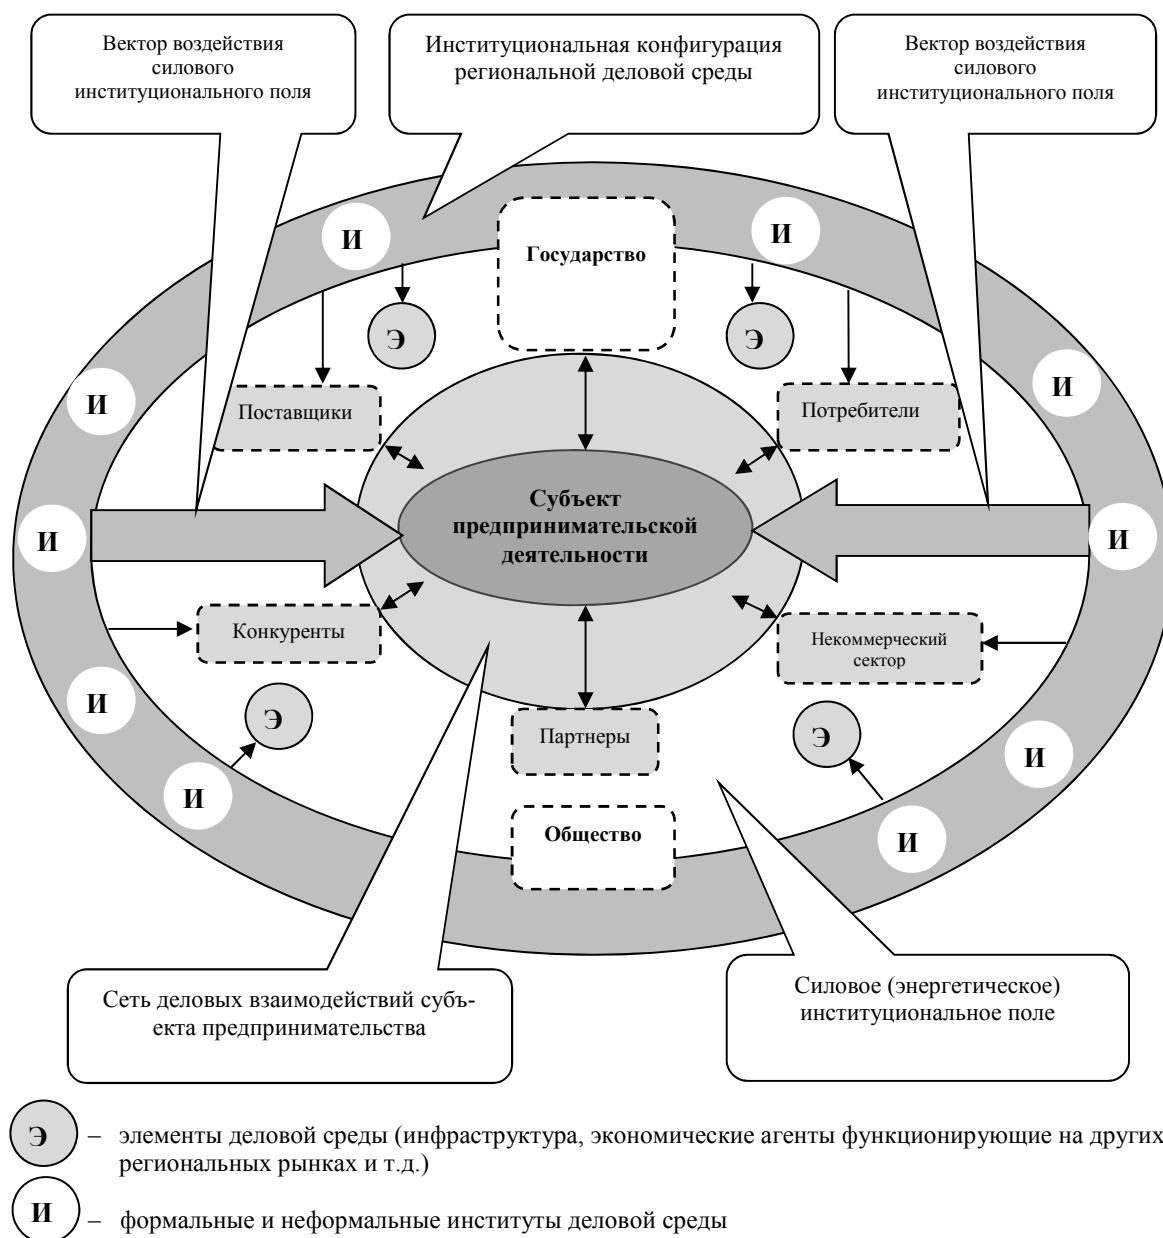 Вектор воздействия
силового
институционального поля
Институциональная конфигурация
региональной деловой среды
Вектор воздействия
силового
институционального поля
И
И
Государство
Э
Э
И
И
Поставщики
Потребители
Субъект
предпринимательской
деятельности
И
И
Конкуренты
Некоммерческий
сектор
И
Э
Партнеры
Э
И
И
Общество
И
Сеть деловых взаимодействий субъ-
екта предпринимательства
Силовое (энергетическое)
институциональное поле
Э – элементы деловой среды (инфраструктура, экономические агенты функционирующие на других
региональных рынках и т.д.)
И – формальные и неформальные институты деловой среды